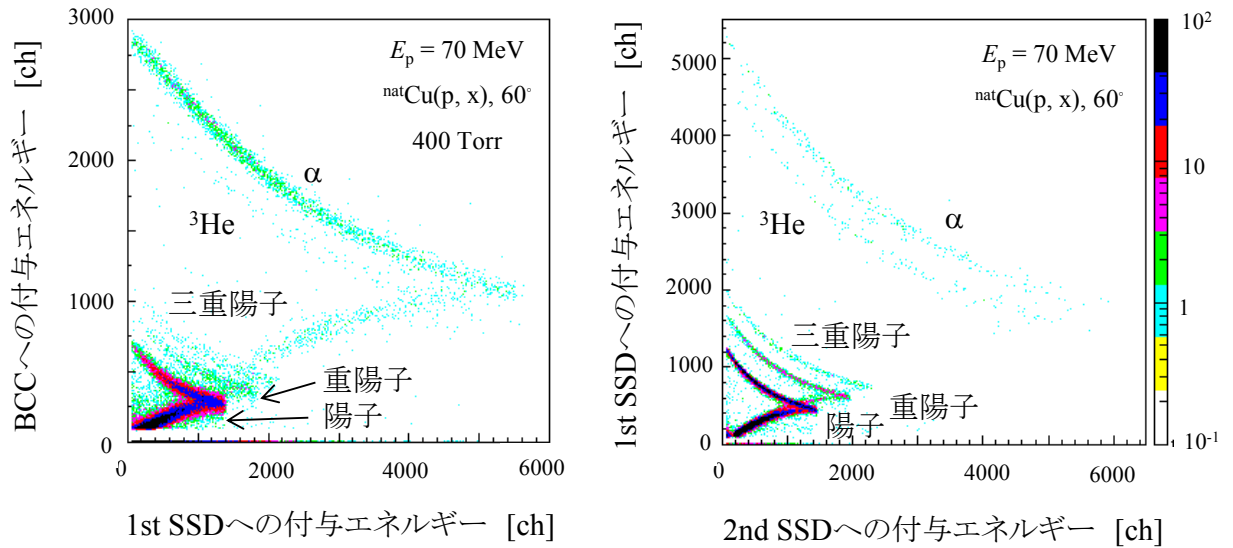 BCCへの付与エネルギー [ch]
3000
2000
1000
0
E_p = 70 MeV
^{nat}Cu(p, x), 60°
400 Torr
α
³He
三重陽子
重陽子
陽子
0 2000 4000 6000
1st SSDへの付与エネルギー [ch]
1st SSDへの付与エネルギー [ch]
5000
4000
3000
2000
1000
0
E_p = 70 MeV
^{nat}Cu(p, x), 60°
α
³He
三重陽子
重陽子
陽子
0 2000 4000 6000
2nd SSDへの付与エネルギー [ch]
10²
10
1
10⁻¹